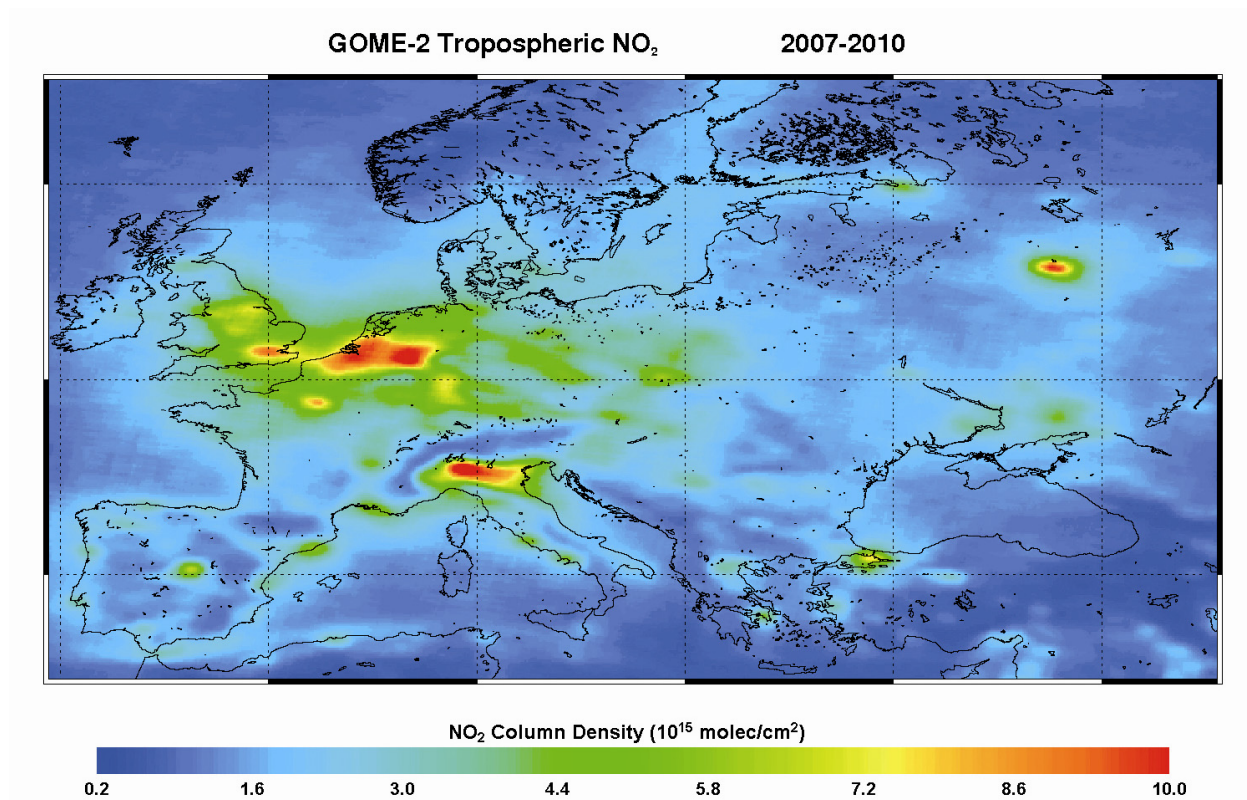 GOME-2 Tropospheric NO₂ 2007-2010
NO₂ Column Density (10¹⁵ molec/cm²)
0.2 1.6 3.0 4.4 5.8 7.2 8.6 10.0